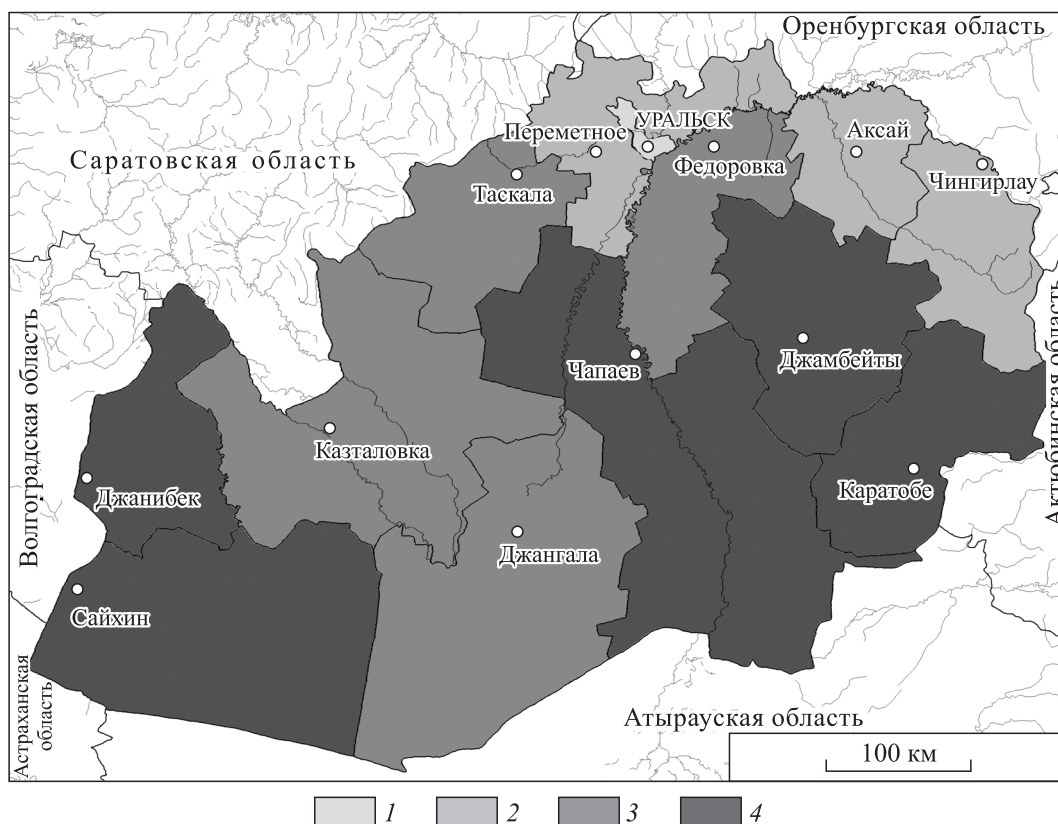 Оренбургская область
УРАЛЬСК
Переметное
Аксай
Саратовская область
Федоровка
Чингирлау
Таскала
Волгоградская область
Актюбинская область
Джамбейты
Чапаев
Казталовка
Джанибек
Каратобе
Джангала
Сайхин
Астраханская
область
Атырауская область
100 км
1 2 3 4